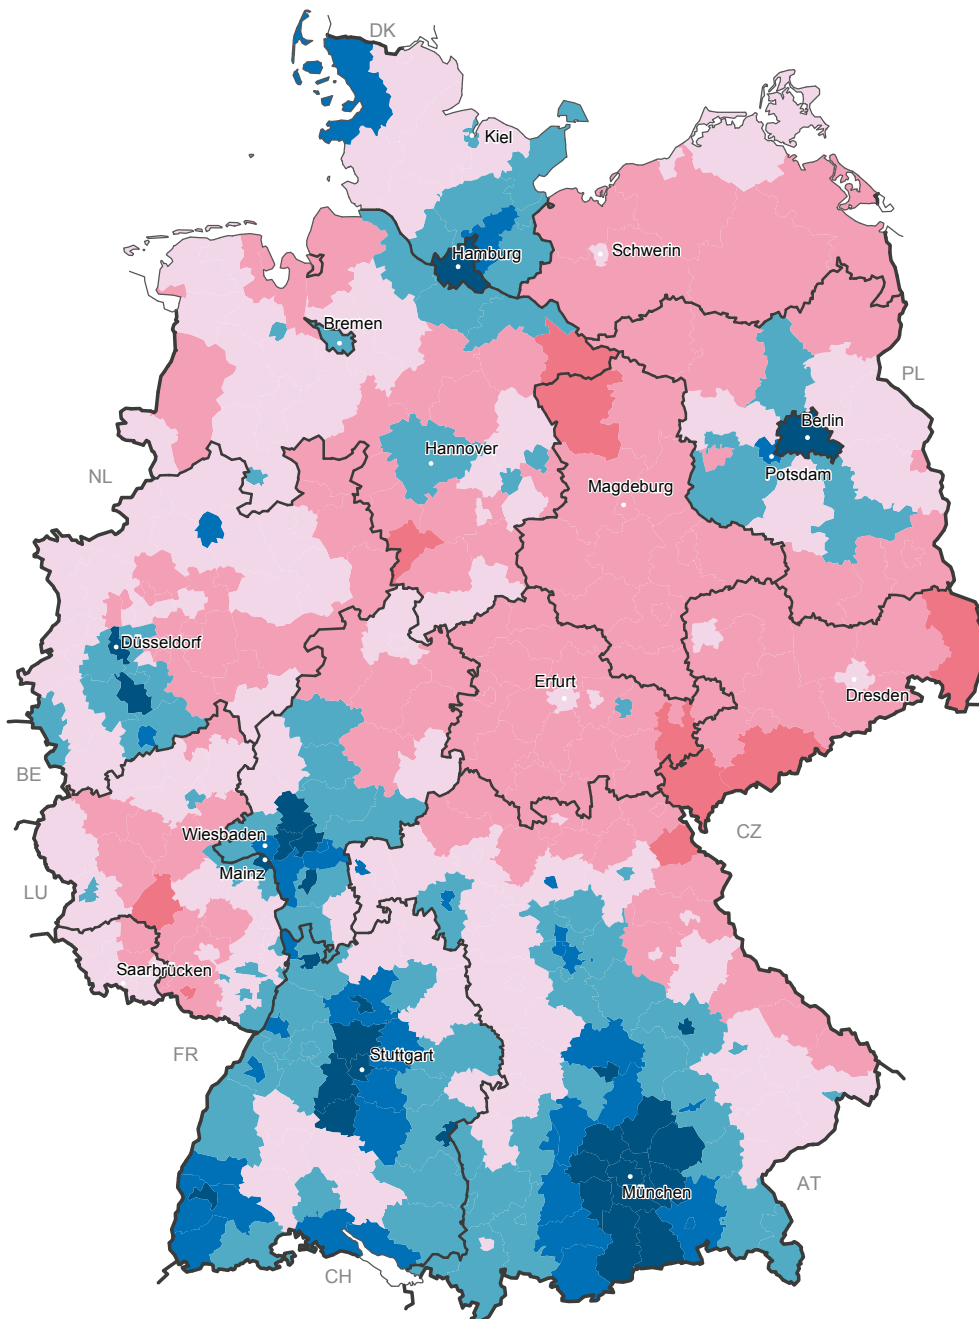 DK
Kiel
Schwerin
Hamburg
Bremen
PL
Berlin
Hannover
Potsdam
NL
Magdeburg
Düsseldorf
Erfurt
Dresden
BE
Wiesbaden
CZ
Mainz
LU
Saarbrücken
FR
Stuttgart
AT
München
CH